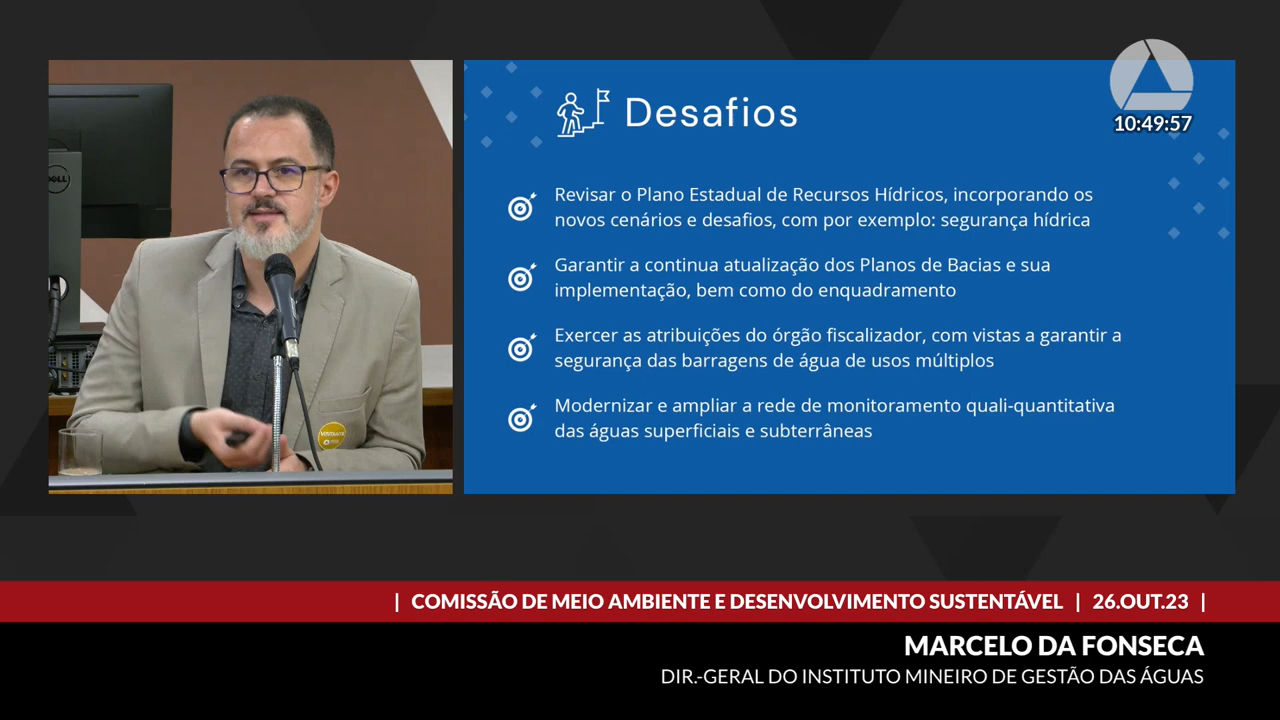 Desafios
10:49:57
Revisar o Plano Estadual de Recursos Hídricos, incorporando os
novos cenários e desafios, com por exemplo: segurança hídrica
Garantir a continua atualização dos Planos de Bacias e sua
implementação, bem como do enquadramento
Exercer as atribuições do órgão fiscalizador, com vistas a garantir a
segurança das barragens de água de usos múltiplos
Modernizar e ampliar a rede de monitoramento quali-quantitativa
das águas superficiais e subterrâneas
DELL
| COMISSÃO DE MEIO AMBIENTE E DESENVOLVIMENTO SUSTENTÁVEL | 26.OUT.23 |
MARCELO DA FONSECA
DIR.-GERAL DO INSTITUTO MINEIRO DE GESTÃO DAS ÁGUAS